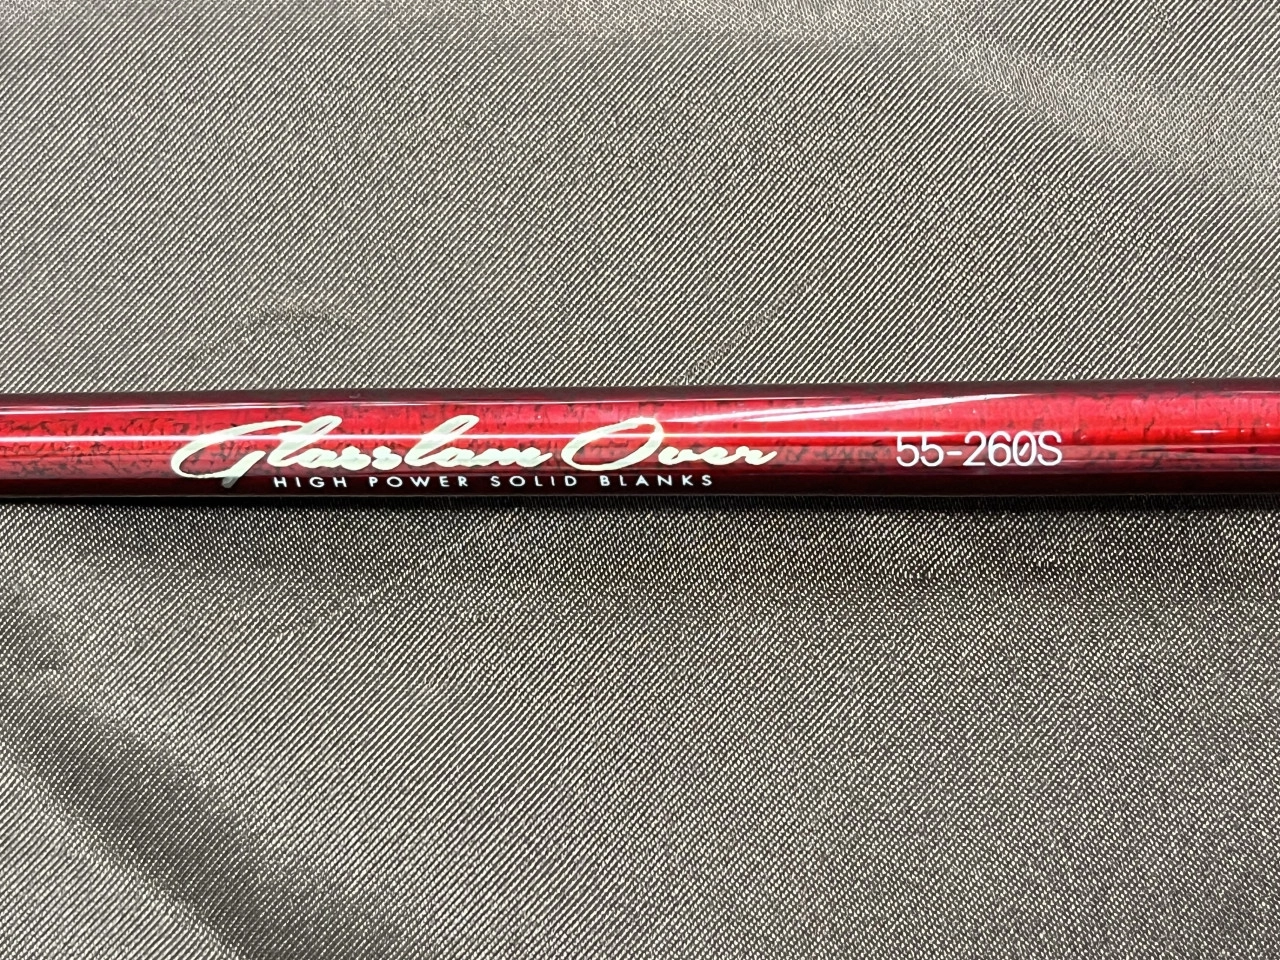 Glasslam Over 55-260S
HIGH POWER SOLID BLANKS